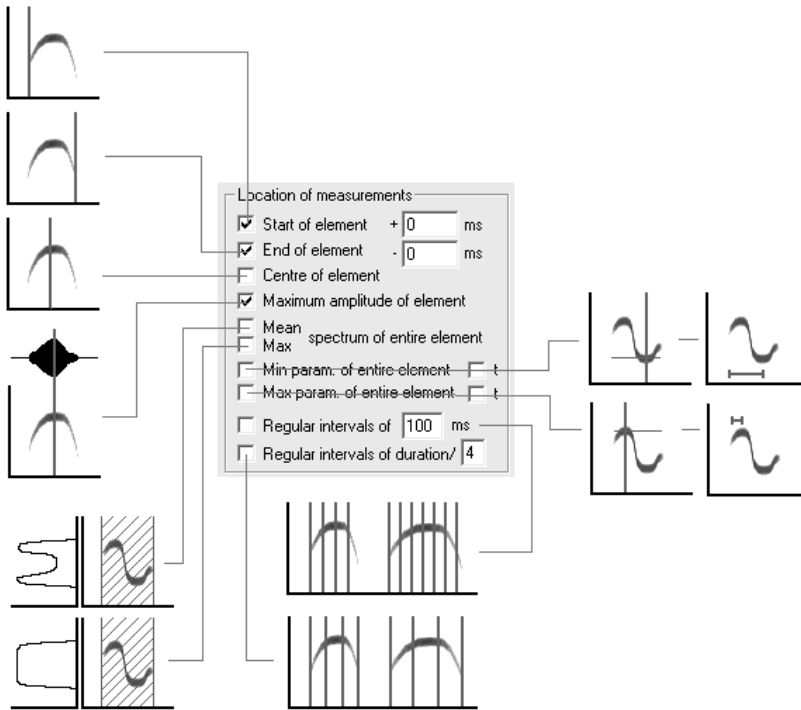 Location of measurements
Start of element + 0 ms
End of element - 0 ms
Centre of element
Maximum amplitude of element
Mean
spectrum of entire element
Max
Min param. of entire element t
Max param. of entire element t
Regular intervals of 100 ms
Regular intervals of duration/ 4